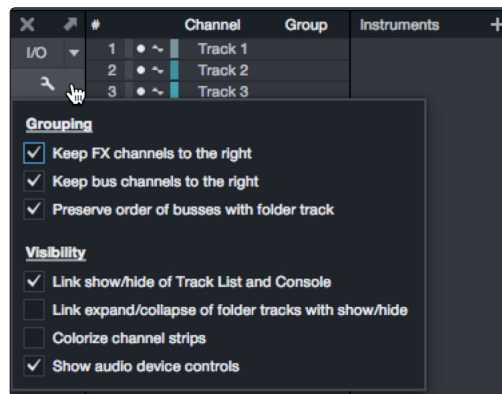 # Channel Group Instruments +
I/O 1 Track 1
2 Track 2
3 Track 3
Grouping
Keep FX channels to the right
Keep bus channels to the right
Preserve order of busses with folder track
Visibility
Link show/hide of Track List and Console
Link expand/collapse of folder tracks with show/hide
Colorize channel strips
Show audio device controls